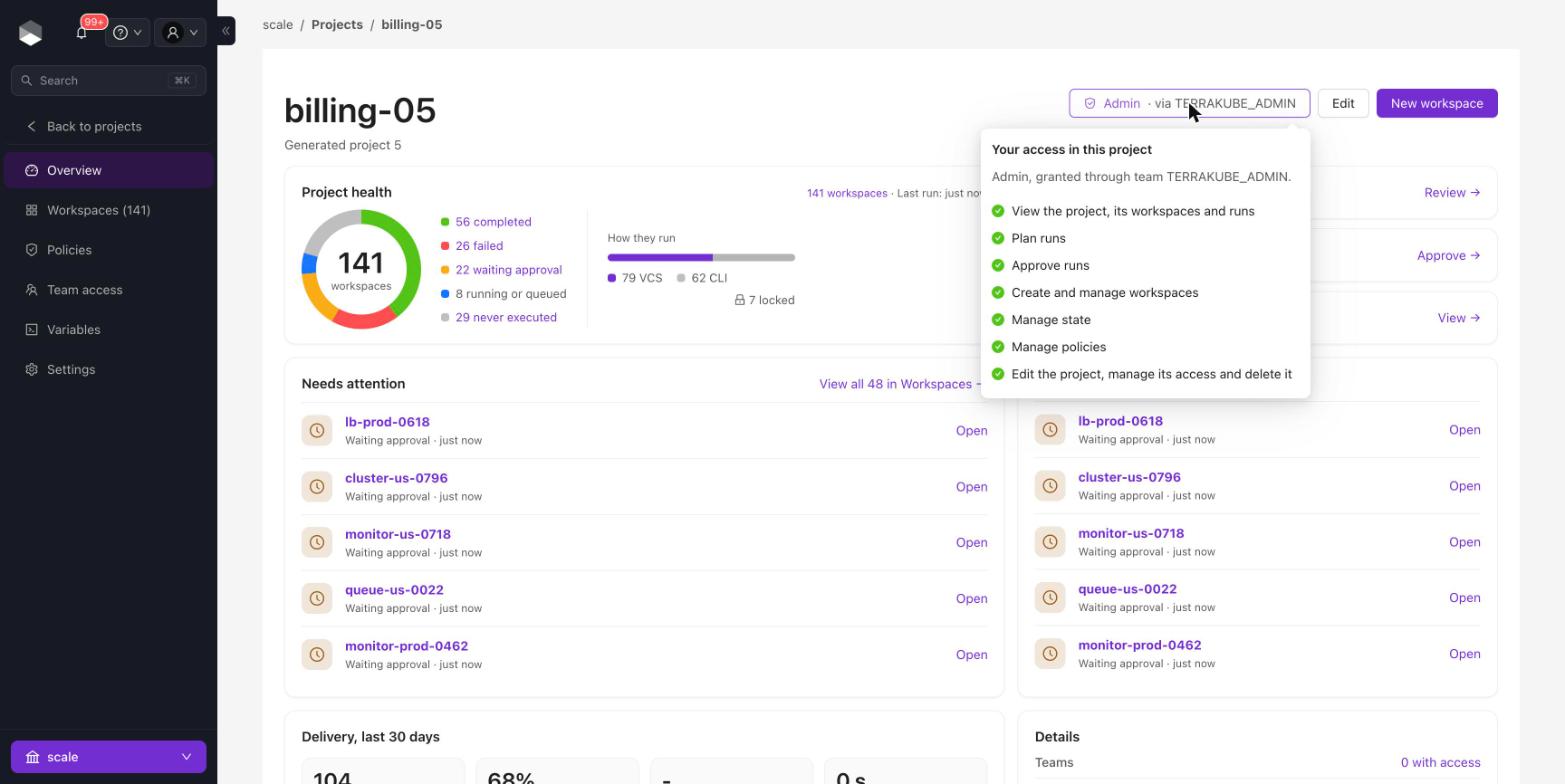 99+
Search
⌘K
Back to projects
Overview
Workspaces (141)
Policies
Team access
Variables
Settings
scale
scale / Projects / billing-05
billing-05
Generated project 5
Admin · via TERRAKUBE_ADMIN
Edit
New workspace
Your access in this project
Admin, granted through team TERRAKUBE_ADMIN.
View the project, its workspaces and runs
Plan runs
Approve runs
Create and manage workspaces
Manage state
Manage policies
Edit the project, manage its access and delete it
Project health
141 workspaces · Last run: just now
141
workspaces
56 completed
26 failed
22 waiting approval
8 running or queued
29 never executed
How they run
79 VCS
62 CLI
7 locked
Review →
Approve →
View →
Needs attention
View all 48 in Workspaces
lb-prod-0618
Waiting approval · just now
Open
cluster-us-0796
Waiting approval · just now
Open
monitor-us-0718
Waiting approval · just now
Open
queue-us-0022
Waiting approval · just now
Open
monitor-prod-0462
Waiting approval · just now
Open
lb-prod-0618
Waiting approval · just now
Open
cluster-us-0796
Waiting approval · just now
Open
monitor-us-0718
Waiting approval · just now
Open
queue-us-0022
Waiting approval · just now
Open
monitor-prod-0462
Waiting approval · just now
Open
Delivery, last 30 days
104
68%
-
0 s
Details
Teams
0 with access